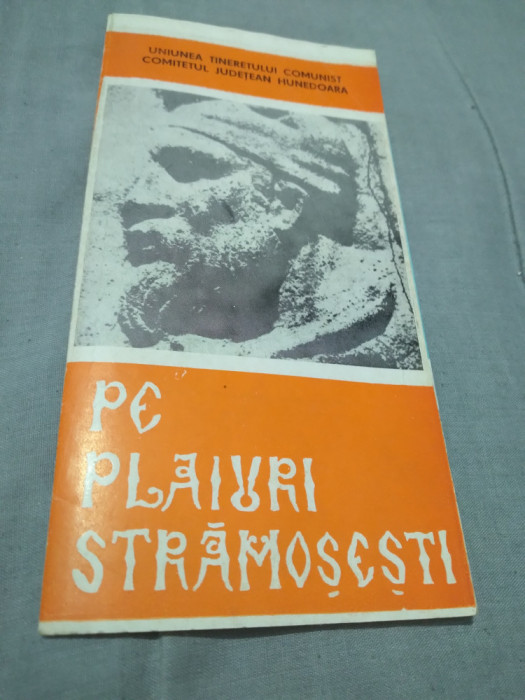 UNIUNEA TINERETULUI COMUNIST
COMITETUL JUDEȚEAN HUNEDOARA
PE
PLAIURI
STRĂMOȘEȘTI